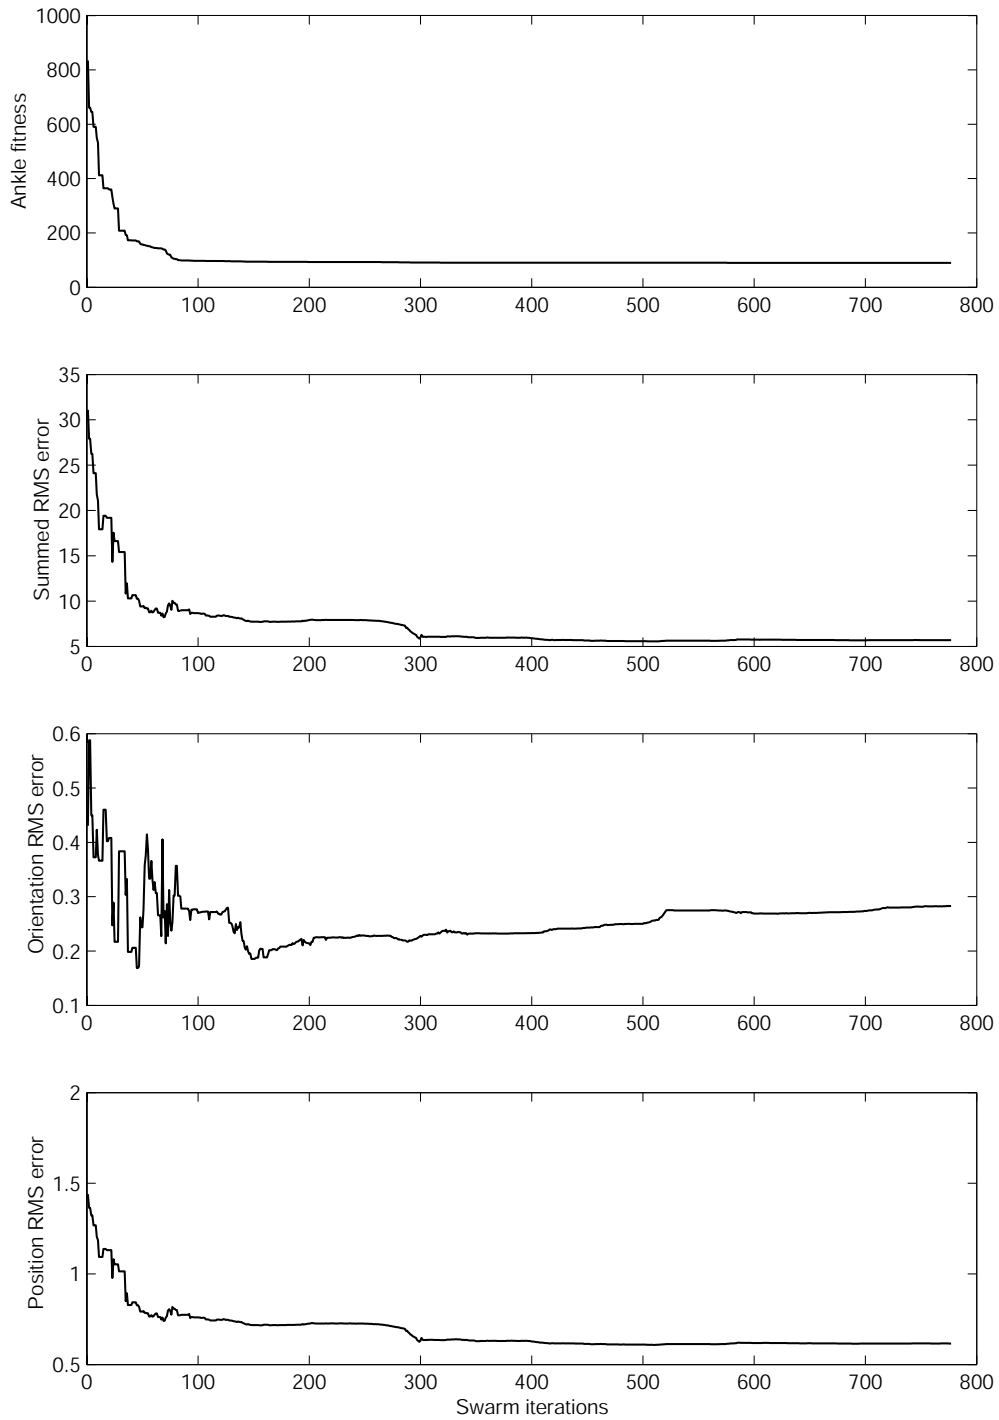 1000
800
600
400
200
0
Ankle fitness
0 100 200 300 400 500 600 700 800
35
30
25
20
15
10
5
Summed RMS error
0 100 200 300 400 500 600 700 800
0.6
0.5
0.4
0.3
0.2
0.1
Orientation RMS error
0 100 200 300 400 500 600 700 800
2
1.5
1
0.5
Position RMS error
0 100 200 300 400 500 600 700 800
Swarm iterations